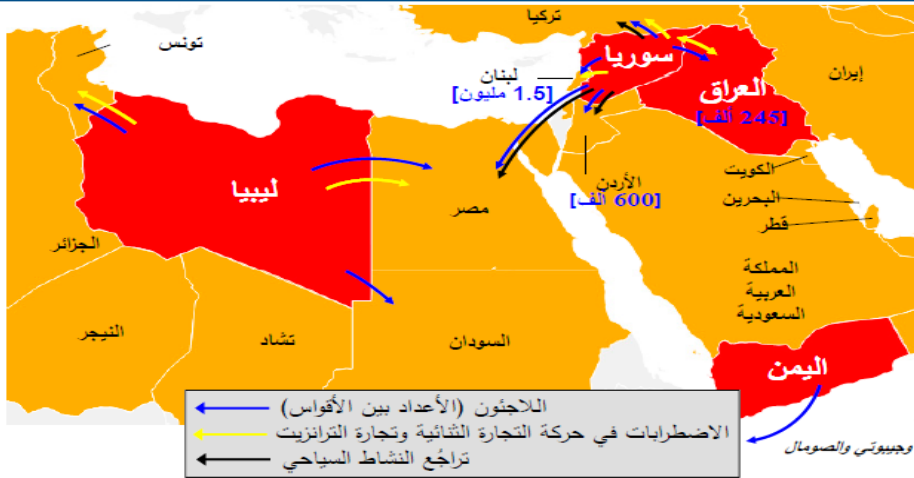 تركيا
تونس
سوريا
لبنان
[1.5 مليون]
إيران
العراق
[245 ألف]
الكويت
الأردن
[600 ألف]
البحرين
قطر
ليبيا
مصر
الجزائر
المملكة
العربية
السعودية
النيجر
تشاد
السودان
اليمن
اللاجئون (الأعداد بين الأقواس)
الاضطرابات في حركة التجارة الثنائية وتجارة الترانزيت
تراجُع النشاط السياحي
وجيبوتي والصومال